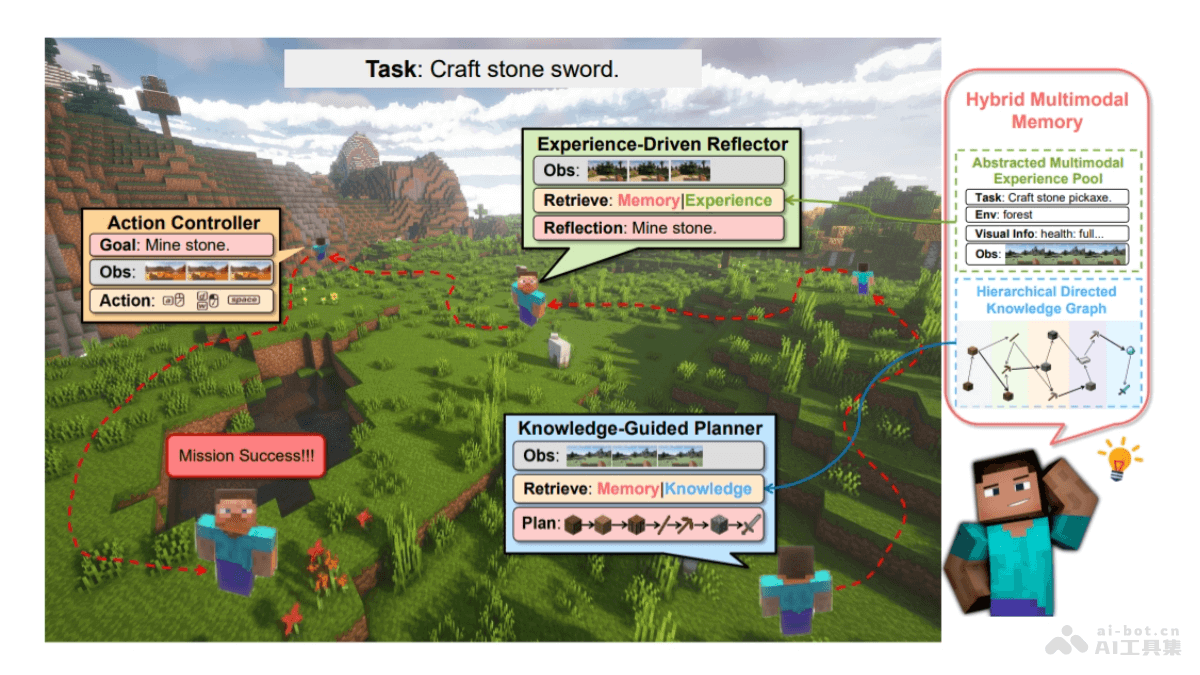 Task: Craft stone sword.
Experience-Driven Reflector
Obs:
Retrieve: Memory|Experience
Reflection: Mine stone.
Action Controller
Goal: Mine stone.
Obs:
Action: a w space
Mission Success!!!
Knowledge-Guided Planner
Obs:
Retrieve: Memory|Knowledge
Plan:
Hybrid Multimodal
Memory
Abstracted Multimodal
Experience Pool
Task: Craft stone pickaxe.
Env: forest
Visual Info: health: full...
Obs:
Hierarchical Directed
Knowledge Graph
ai-bot.cn
AI工具集